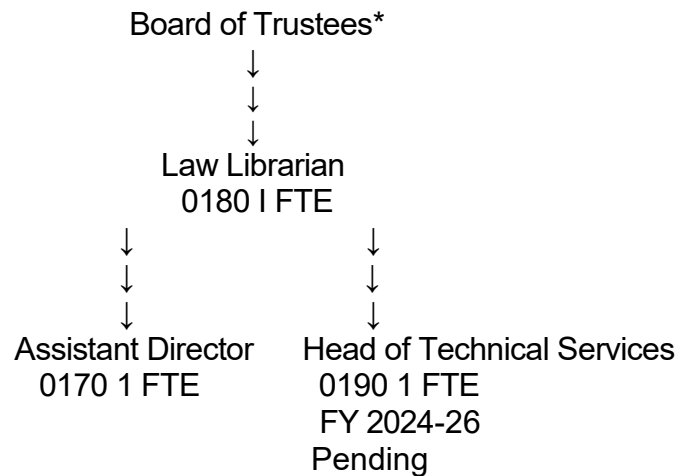 Board of Trustees*
↓
↓
↓
Law Librarian
0180 I FTE
↓ ↓
↓ ↓
↓ ↓
Assistant Director Head of Technical Services
0170 1 FTE 0190 1 FTE
FY 2024-26
Pending